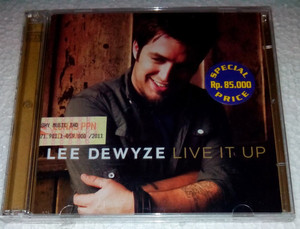 SPECIAL
Rp. 85.000
PRICE
LEE DEWYZE LIVE IT UP